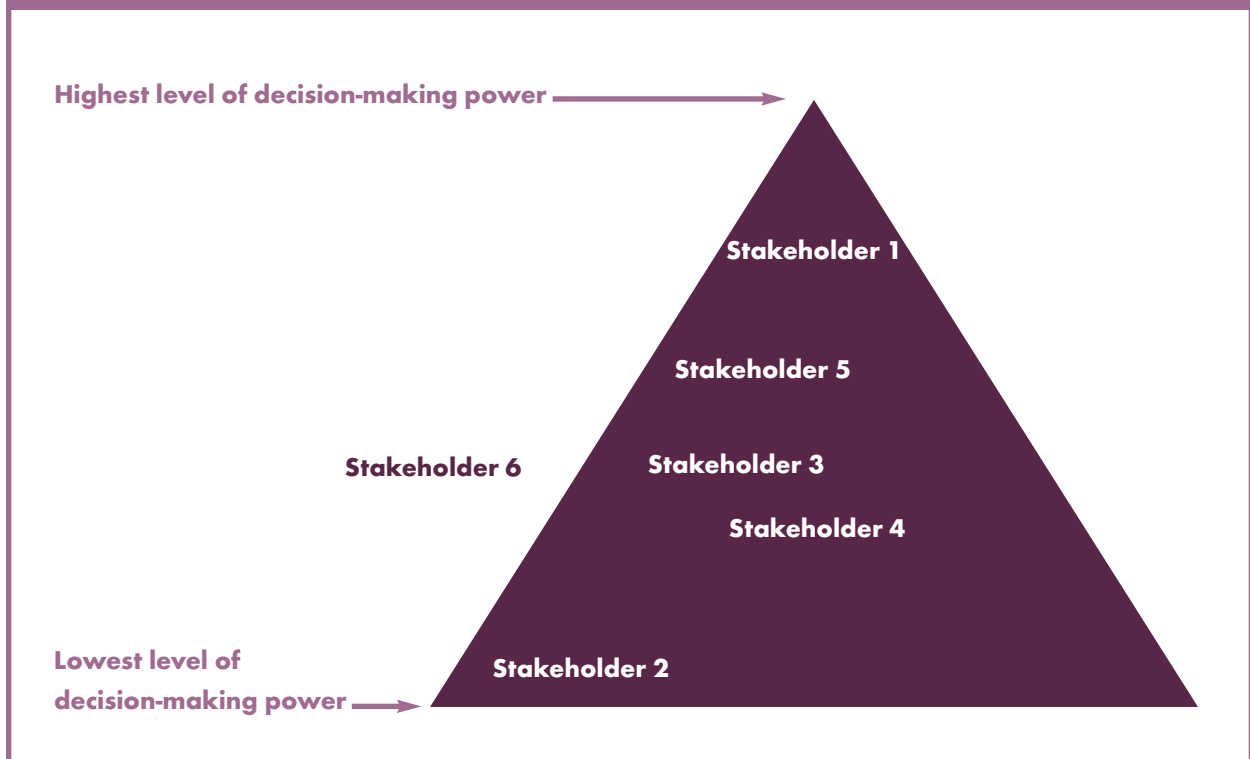 Highest level of decision-making power
Stakeholder 1
Stakeholder 5
Stakeholder 6
Stakeholder 3
Stakeholder 4
Lowest level of
decision-making power
Stakeholder 2